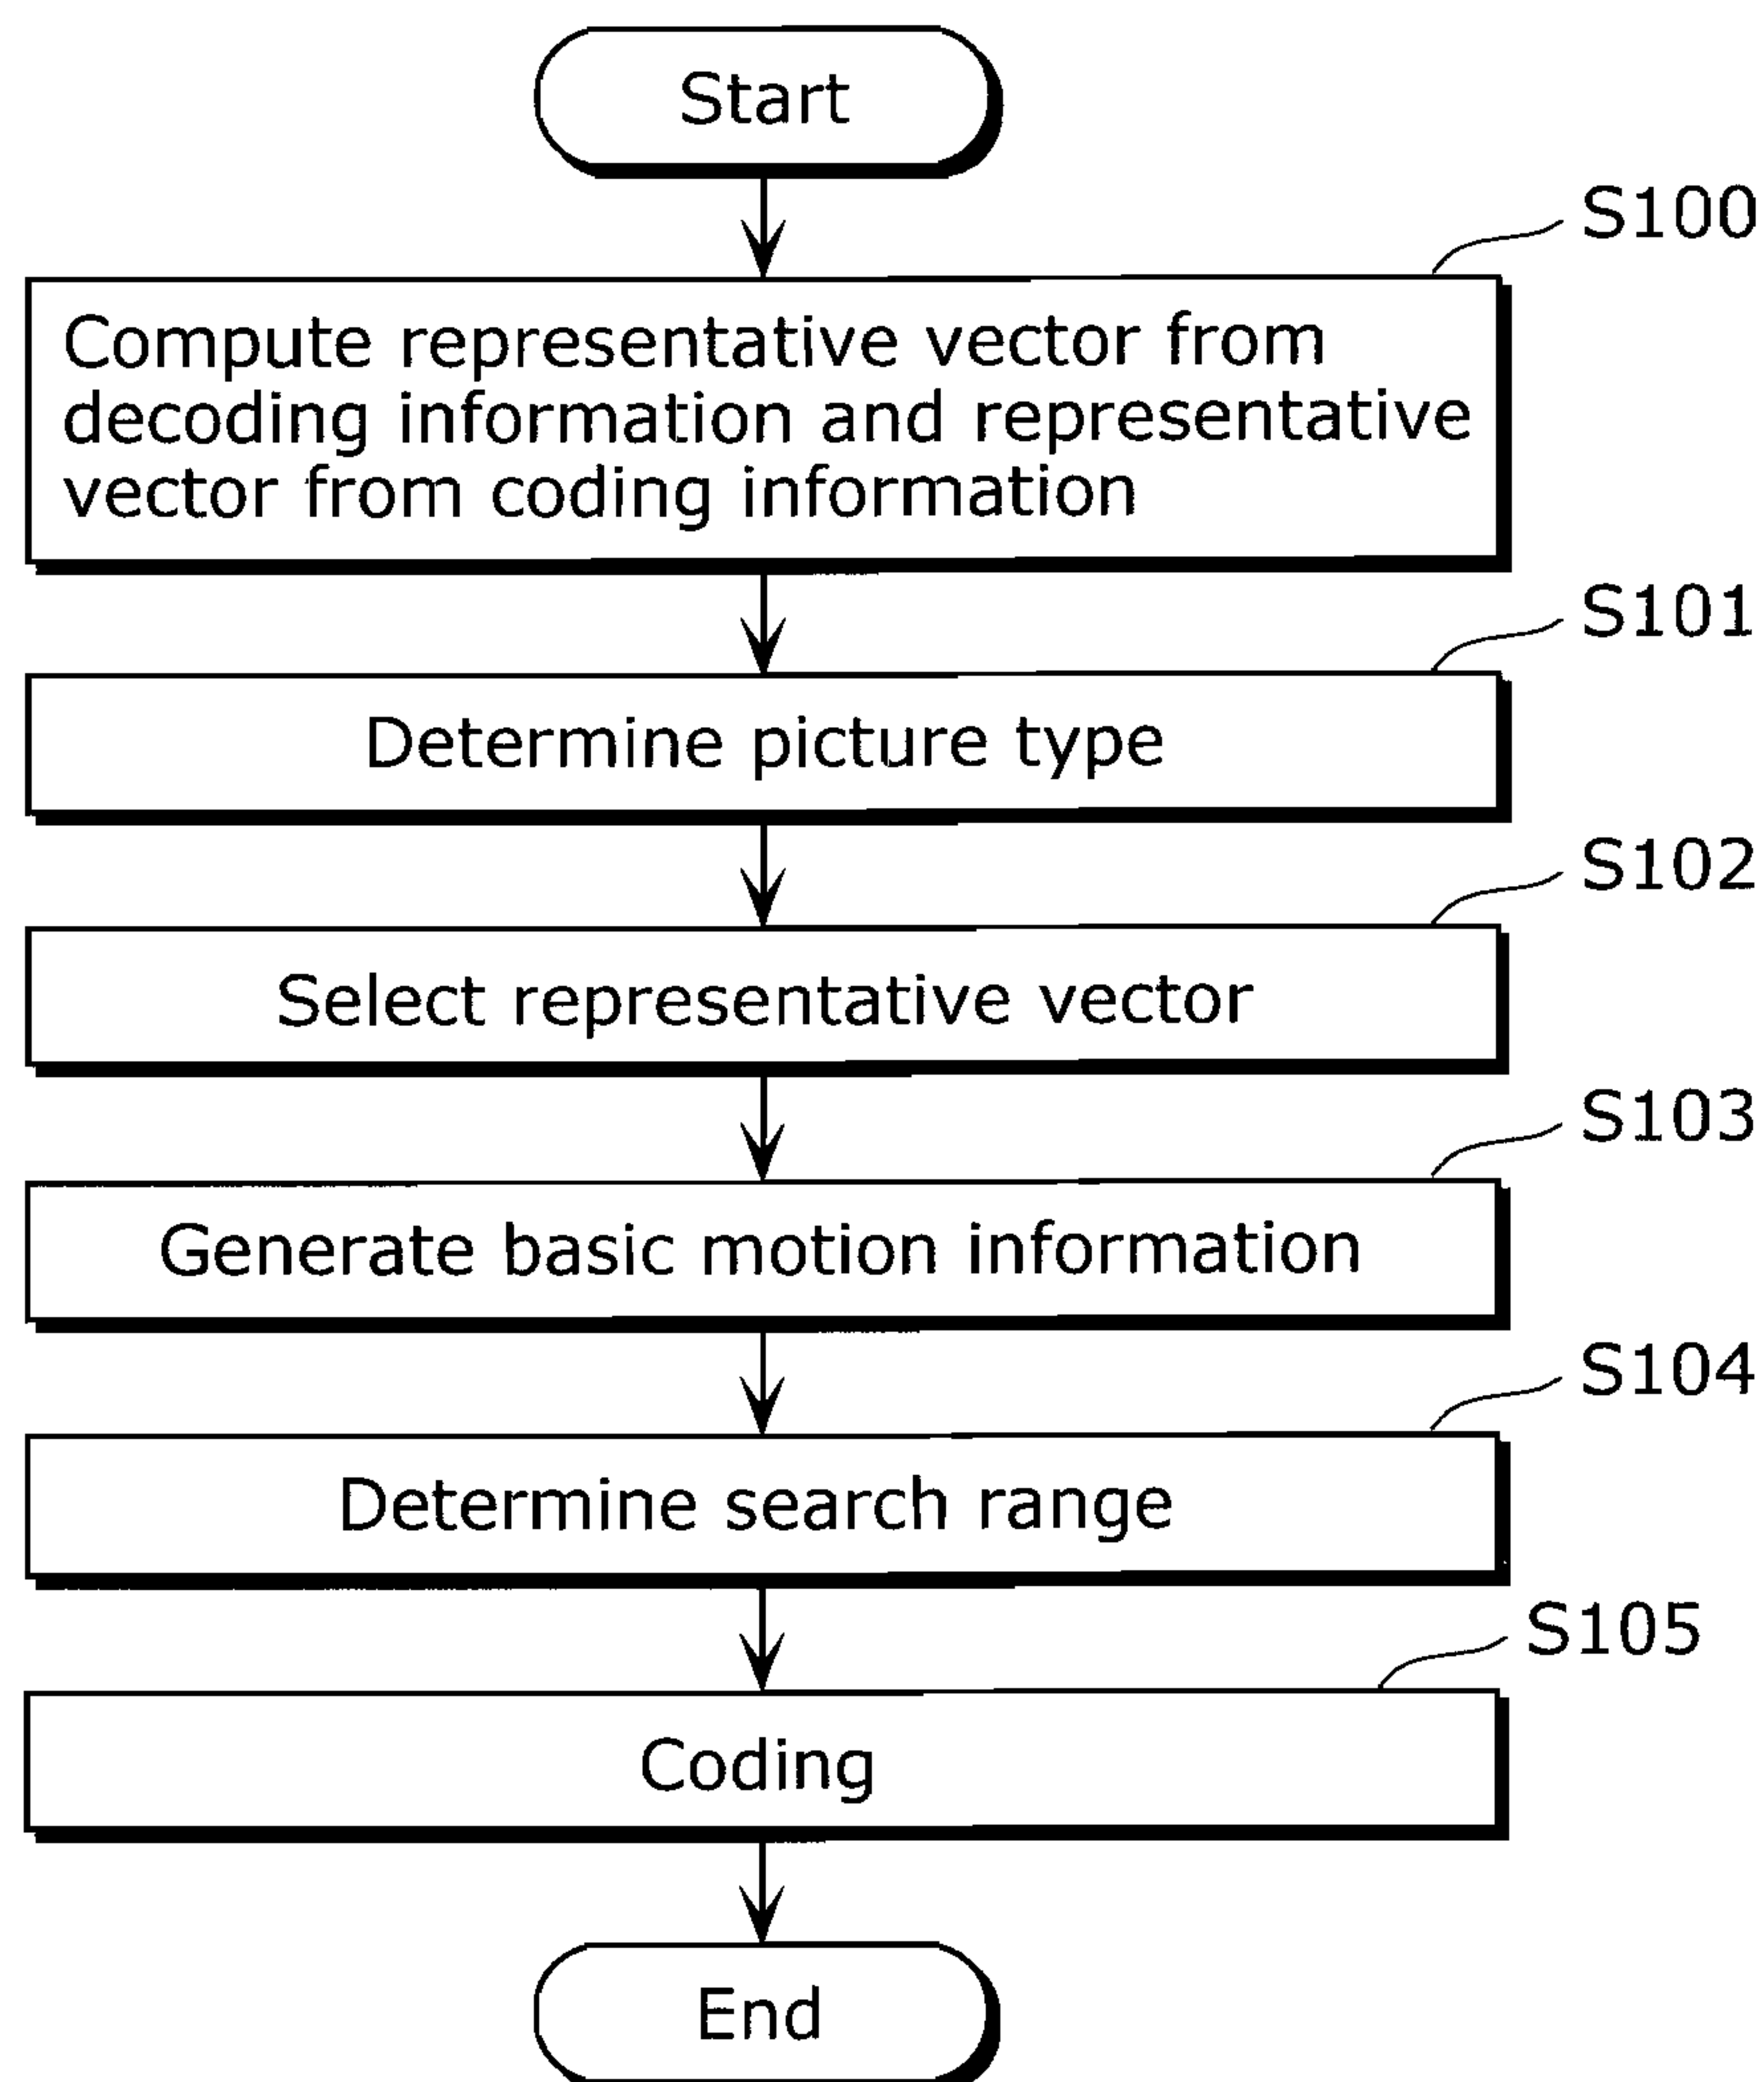 Start
S100
Compute representative vector from
decoding information and representative
vector from coding information
S101
Determine picture type
S102
Select representative vector
S103
Generate basic motion information
S104
Determine search range
S105
Coding
End